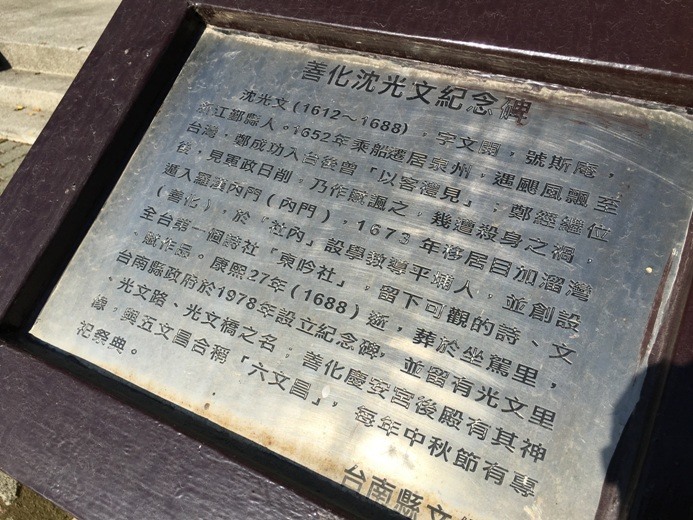 善化沈光文紀念碑
沈光文(1612～1688)，字文開，號斯庵，
浙江鄞縣人。1652年乘船遷居泉州，遇颶風飄至
台灣，鄭成功入台後曾「以客禮見」；鄭經繼位
後，見軍政日削，乃作賦諷之，幾遭殺身之禍，
遁入羅漢內門(內門)，1673年移居目加溜灣
(善化)，於「社內」設學教導平埔人，並創設
全台第一個詩社「東吟社」，留下可觀的詩、文
、賦作品。康熙27年(1688)逝，葬於坐駕里，
台南縣政府於1978年設立紀念碑，並留有光文里
、光文路、光文橋之名，善化慶安宮後殿有其神
緣，與五文昌合稱「六文昌」，每年中秋節有專
祀祭典。
台南縣文